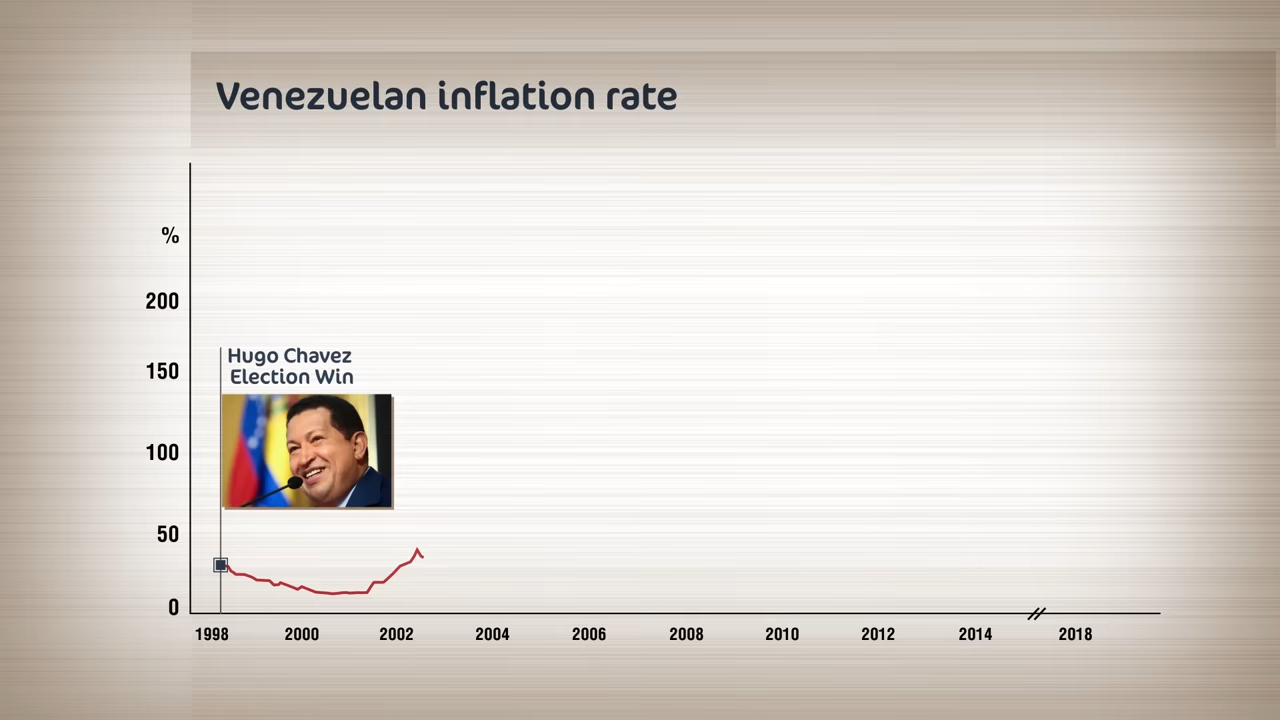 Venezuelan inflation rate
%
200
150
100
50
0
Hugo Chavez
Election Win
1998 2000 2002 2004 2006 2008 2010 2012 2014 2018